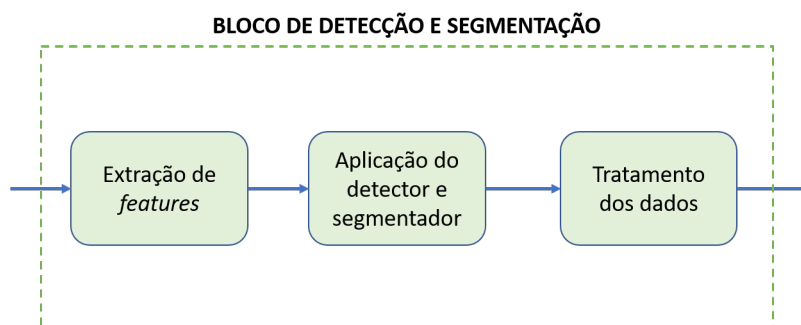 BLOCO DE DETECÇÃO E SEGMENTAÇÃO
Extração de
features
Aplicação do
detector e
segmentador
Tratamento
dos dados